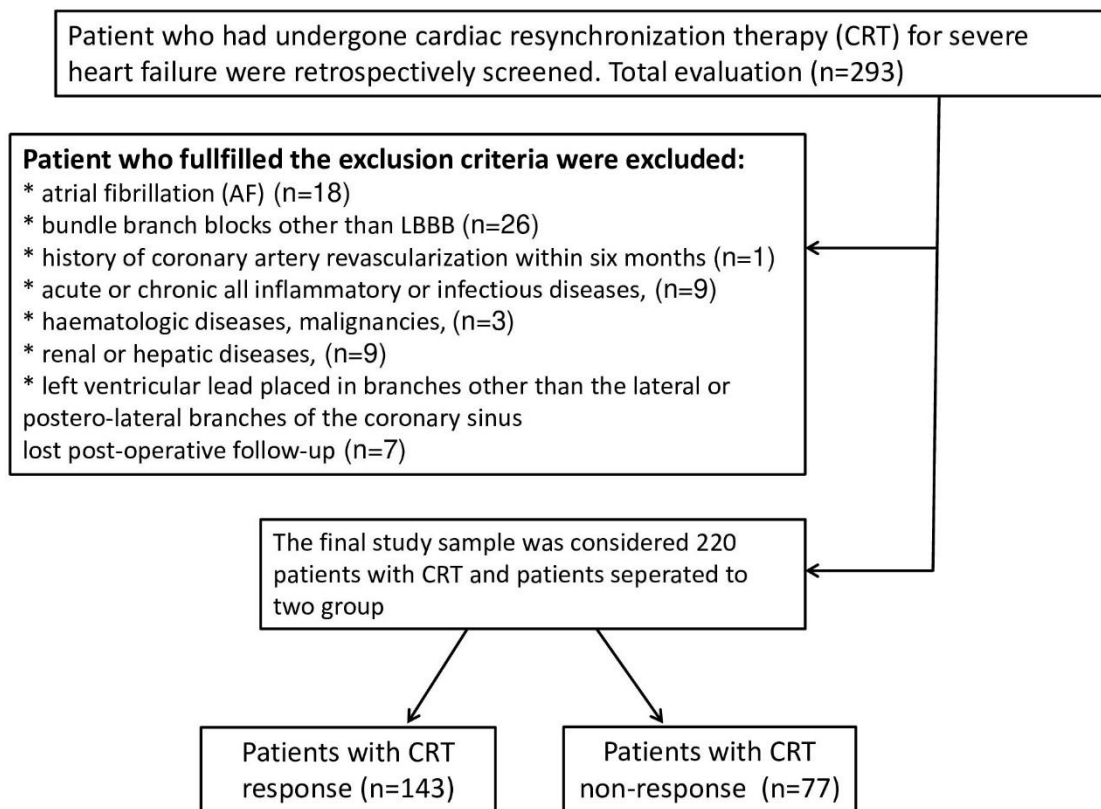 Patient who had undergone cardiac resynchronization therapy (CRT) for severe
heart failure were retrospectively screened. Total evaluation (n=293)
Patient who fullfilled the exclusion criteria were excluded:
* atrial fibrillation (AF) (n=18)
* bundle branch blocks other than LBBB (n=26)
* history of coronary artery revascularization within six months (n=1)
* acute or chronic all inflammatory or infectious diseases, (n=9)
* haematologic diseases, malignancies, (n=3)
* renal or hepatic diseases, (n=9)
* left ventricular lead placed in branches other than the lateral or
postero-lateral branches of the coronary sinus
lost post-operative follow-up (n=7)
The final study sample was considered 220
patients with CRT and patients seperated to
two group
Patients with CRT
response (n=143)
Patients with CRT
non-response (n=77)